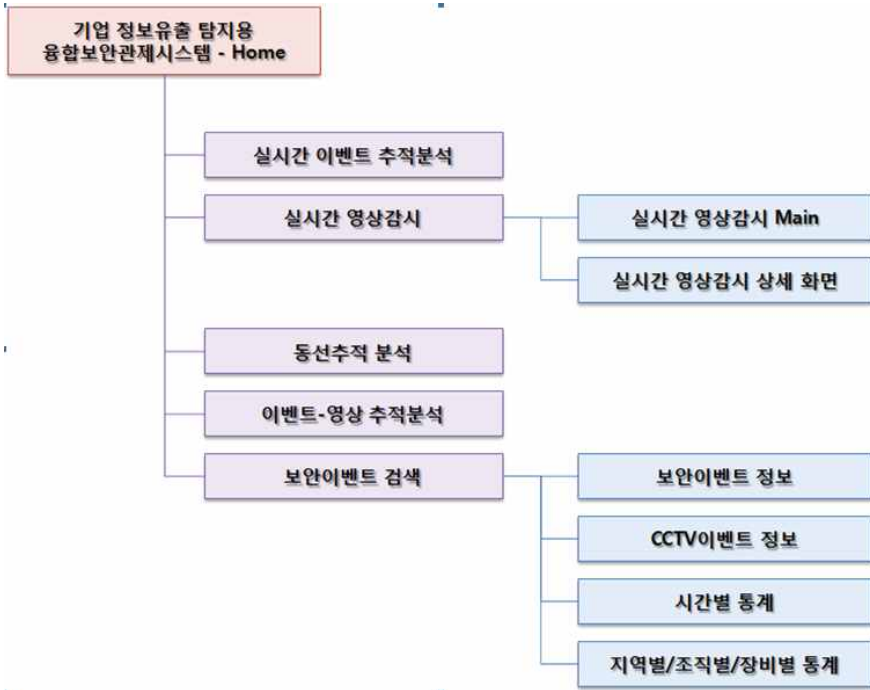 기업 정보유출 탐지용
융합보안관제시스템 - Home
실시간 이벤트 추적분석
실시간 영상감시
실시간 영상감시 Main
실시간 영상감시 상세 화면
동선추적 분석
이벤트-영상 추적분석
보안이벤트 검색
보안이벤트 정보
CCTV이벤트 정보
시간별 통계
지역별/조직별/장비별 통계